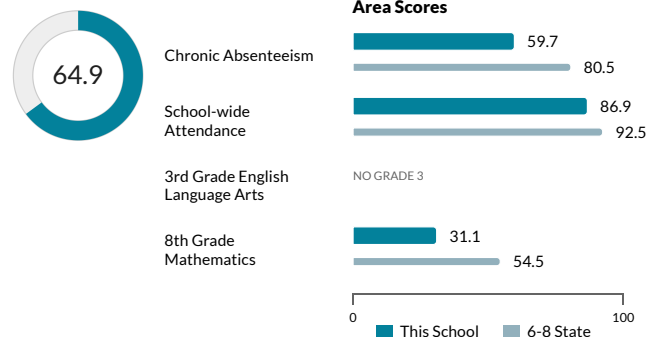 Area Scores
64.9
Chronic Absenteeism
59.7
80.5
School-wide
Attendance
86.9
92.5
3rd Grade English
Language Arts
NO GRADE 3
8th Grade
Mathematics
31.1
54.5
0
100
This School
6-8 State